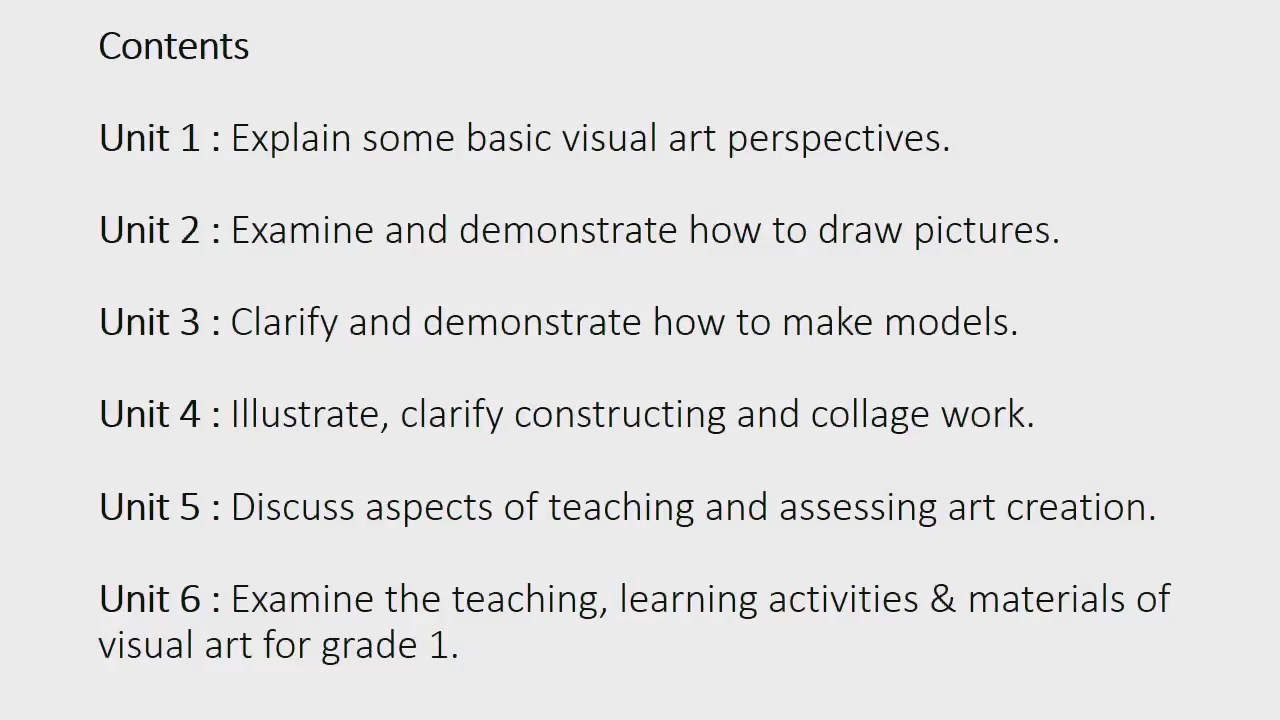 Contents
Unit 1 : Explain some basic visual art perspectives.
Unit 2 : Examine and demonstrate how to draw pictures.
Unit 3 : Clarify and demonstrate how to make models.
Unit 4 : Illustrate, clarify constructing and collage work.
Unit 5 : Discuss aspects of teaching and assessing art creation.
Unit 6 : Examine the teaching, learning activities & materials of
visual art for grade 1.